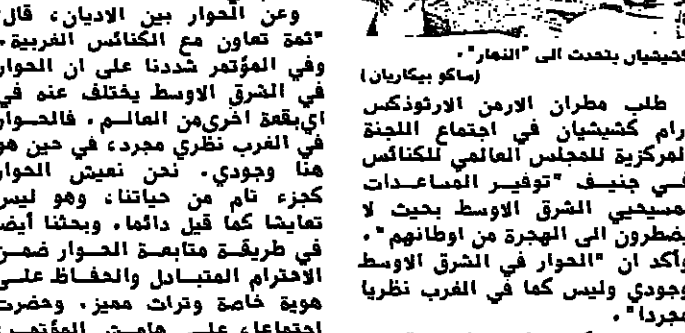 كشيشيان يتحدث الى "النهار".
(ساكو بيكاريان)
طلب مطران الارمن الارثوذكس
آرام كشيشيان في اجتماع اللجنة
المركزية للمجلس العالمي للكنائس
في جنيف "توفير المساعدات
لمسيحيي الشرق الاوسط بحيث لا
يضطرون الى الهجرة من اوطانهم".
وأكد ان "الحوار في الشرق الاوسط
وجودي وليس كما في الغرب نظريا
مجردا".
وعن الحوار بين الاديان، قال:
"ثمة تعاون مع الكنائس الغربية.
وفي المؤتمر شددنا على ان الحوار
في الشرق الاوسط يختلف عنه في
اي بقعة اخرى من العالم. فالحوار
في الغرب نظري مجرد، في حين هو
هنا وجودي. نحن نعيش الحوار
كجزء تام من حياتنا، وهو ليس
تعايشا كما قيل دائما. وبحثنا أيضا
في طريقة متابعة الحوار ضمن
الاحترام المتبادل والحفاظ على
هوية خاصة وتراث مميز. وحضرت
اجتماعا، على هامش المؤتمر،